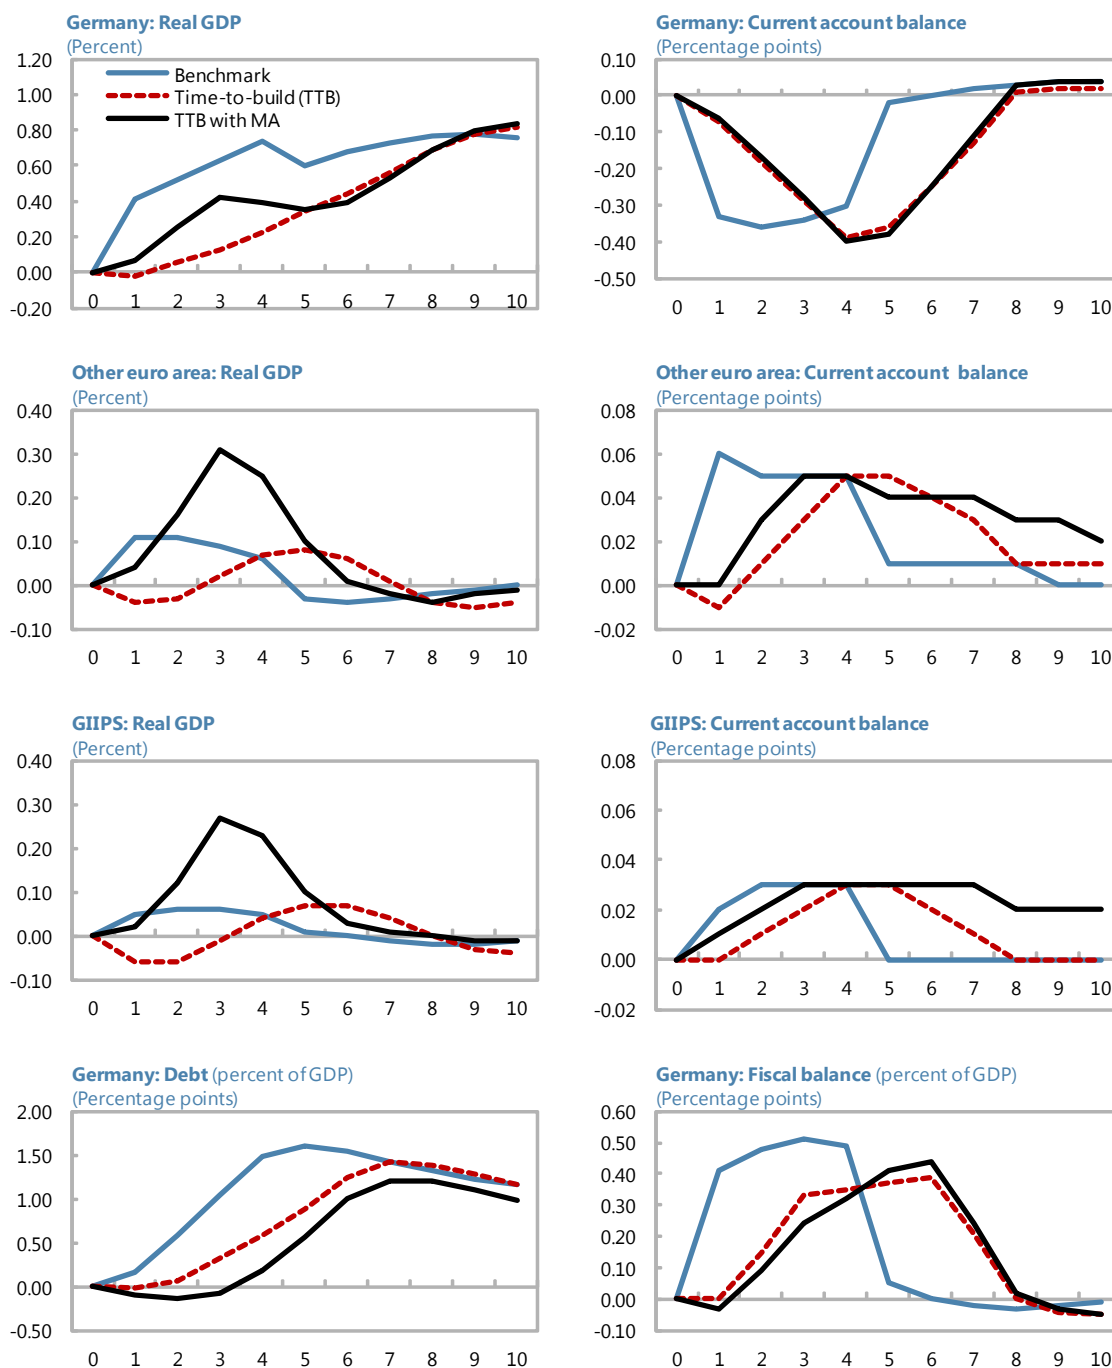 Germany: Real GDP
(Percent)
1.20
1.00
0.80
0.60
0.40
0.20
0.00
-0.20
Benchmark
Time-to-build (TTB)
TTB with MA
0 1 2 3 4 5 6 7 8 9 10
Germany: Current account balance
(Percentage points)
0.10
0.00
-0.10
-0.20
-0.30
-0.40
-0.50
0 1 2 3 4 5 6 7 8 9 10
Other euro area: Real GDP
(Percent)
0.40
0.30
0.20
0.10
0.00
-0.10
0 1 2 3 4 5 6 7 8 9 10
Other euro area: Current account balance
(Percentage points)
0.08
0.06
0.04
0.02
0.00
-0.02
0 1 2 3 4 5 6 7 8 9 10
GIIPS: Real GDP
(Percent)
0.40
0.30
0.20
0.10
0.00
-0.10
0 1 2 3 4 5 6 7 8 9 10
GIIPS: Current account balance
(Percentage points)
0.08
0.06
0.04
0.02
0.00
-0.02
0 1 2 3 4 5 6 7 8 9 10
Germany: Debt (percent of GDP)
(Percentage points)
2.00
1.50
1.00
0.50
0.00
-0.50
0 1 2 3 4 5 6 7 8 9 10
Germany: Fiscal balance (percent of GDP)
(Percentage points)
0.60
0.50
0.40
0.30
0.20
0.10
0.00
-0.10
0 1 2 3 4 5 6 7 8 9 10